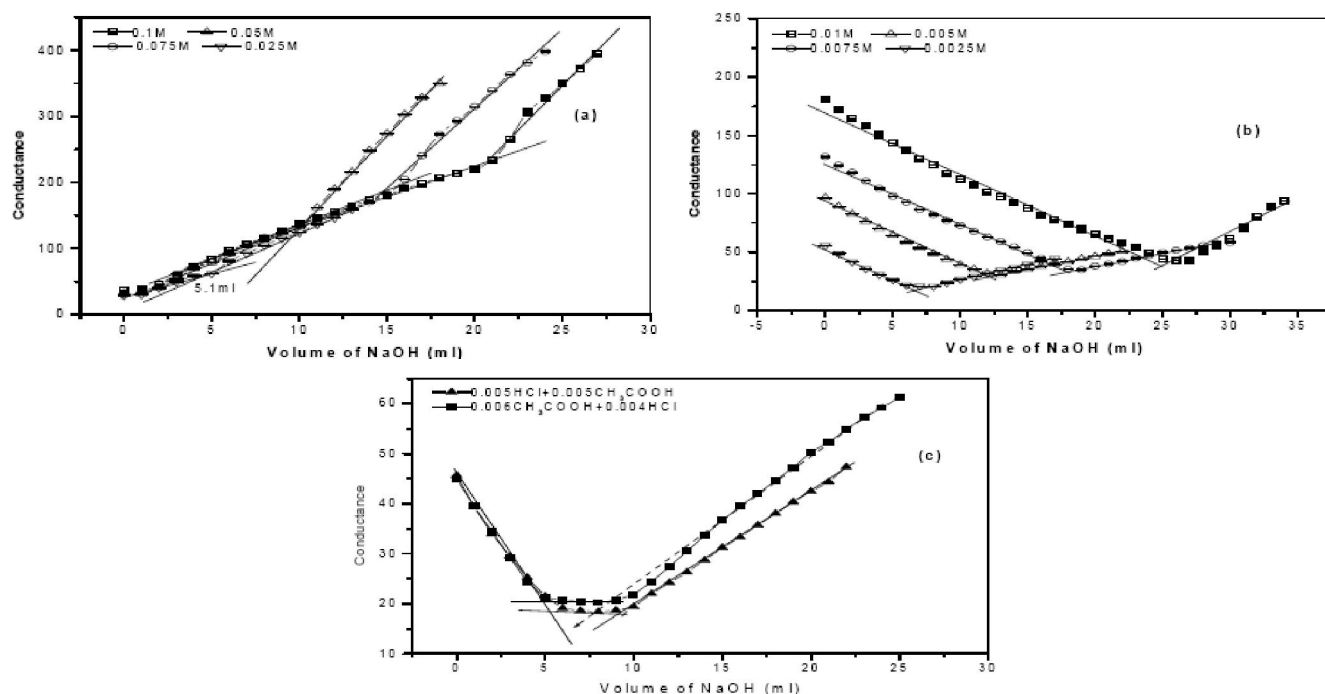 0.1M 0.05M
0.075M 0.025M
400
300
200
100
0
Conductance
(a)
5.1ml
0 5 10 15 20 25 30
Volume of NaOH (ml)
250
200
150
100
50
0
Conductance
0.01M 0.005M
0.0075M 0.0025M
(b)
-5 0 5 10 15 20 25 30 35
Volume of NaOH (ml)
60
50
40
30
20
10
Conductance
0.005HCl+0.005CH₃COOH
0.006CH₃COOH+0.004HCl
(c)
0 5 10 15 20 25 30
Volume of NaOH (ml)